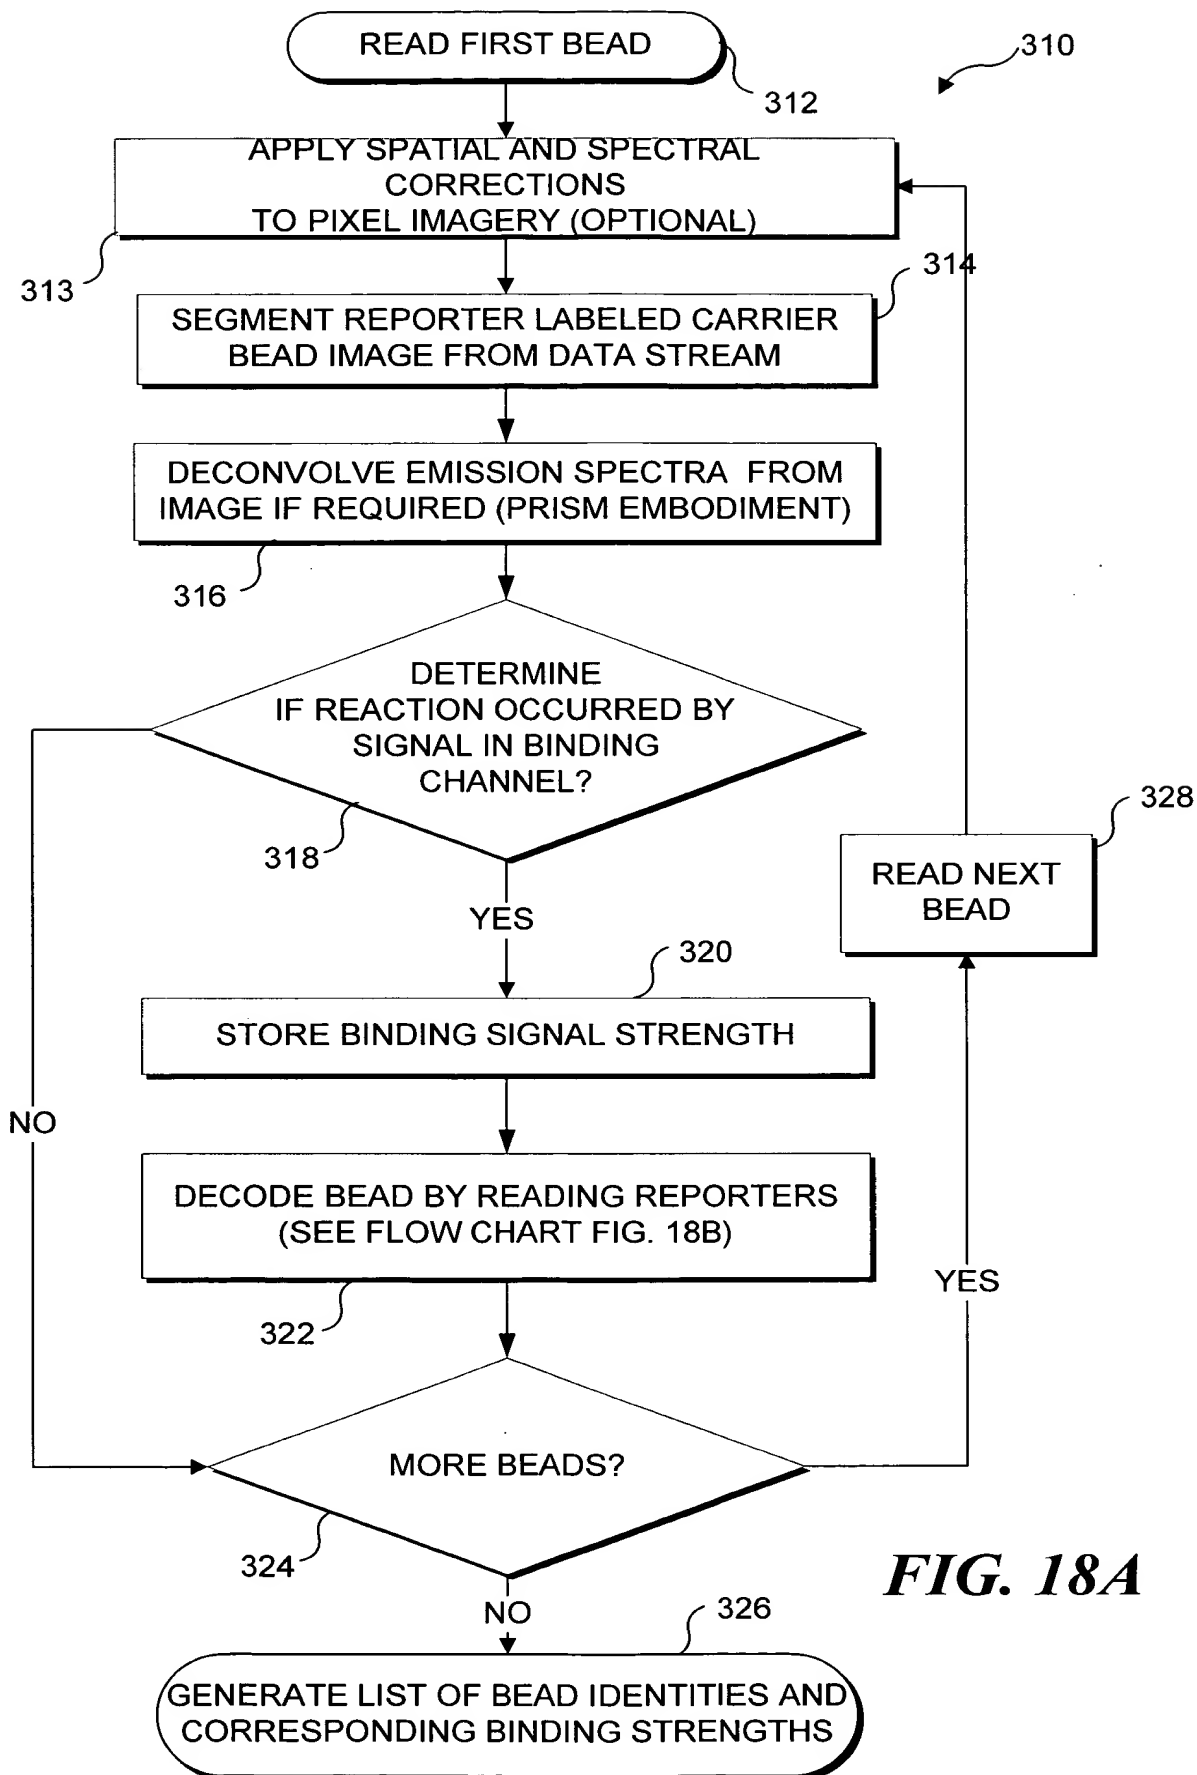 READ FIRST BEAD
310
312
APPLY SPATIAL AND SPECTRAL
CORRECTIONS
TO PIXEL IMAGERY (OPTIONAL)
313
314
SEGMENT REPORTER LABELED CARRIER
BEAD IMAGE FROM DATA STREAM
DECONVOLVE EMISSION SPECTRA FROM
IMAGE IF REQUIRED (PRISM EMBODIMENT)
316
DETERMINE
IF REACTION OCCURRED BY
SIGNAL IN BINDING
CHANNEL?
318
328
READ NEXT
BEAD
YES
320
STORE BINDING SIGNAL STRENGTH
NO
DECODE BEAD BY READING REPORTERS
(SEE FLOW CHART FIG. 18B)
YES
322
MORE BEADS?
324
FIG. 18A
NO
326
GENERATE LIST OF BEAD IDENTITIES AND
CORRESPONDING BINDING STRENGTHS